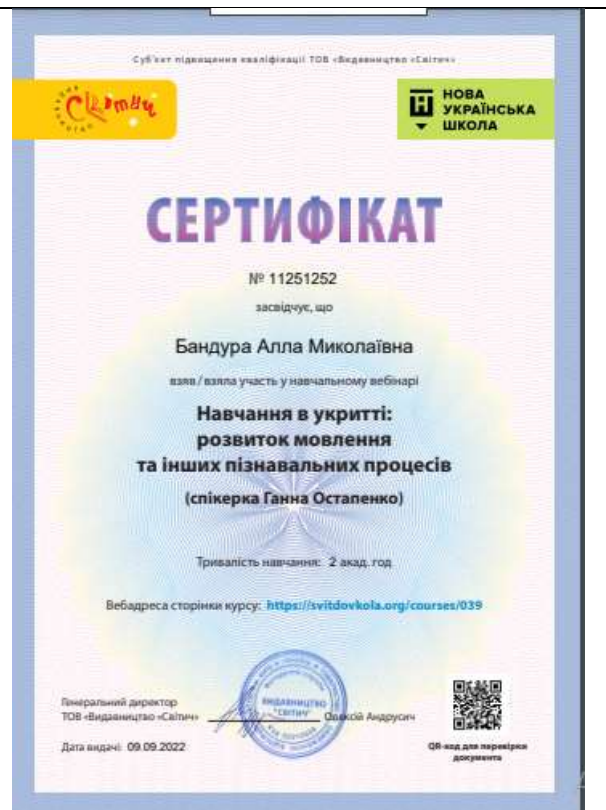 Суб'єкт підвищення кваліфікації ТОВ «Видавництво «Світич»
Світич
НОВА
УКРАЇНСЬКА
ШКОЛА
СЕРТИФІКАТ
№ 11251252
засвідчує, що
Бандура Алла Миколаївна
взяв / взяла участь у навчальному вебінарі
Навчання в укритті:
розвиток мовлення
та інших пізнавальних процесів
(спікерка Ганна Остапенко)
Тривалість навчання: 2 акад. год
Вебадреса сторінки курсу: https://svitdovkola.org/courses/039
Генеральний директор
ТОВ «Видавництво «Світич» Олексій Андрусич
ВИДАВНИЦТВО
"СВІТИЧ"
Дата видачі: 09.09.2022
QR-код для перевірки
документа